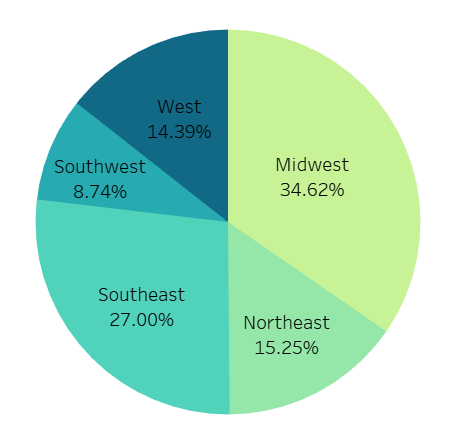 West
14.39%
Midwest
34.62%
Southwest
8.74%
Southeast
27.00%
Northeast
15.25%